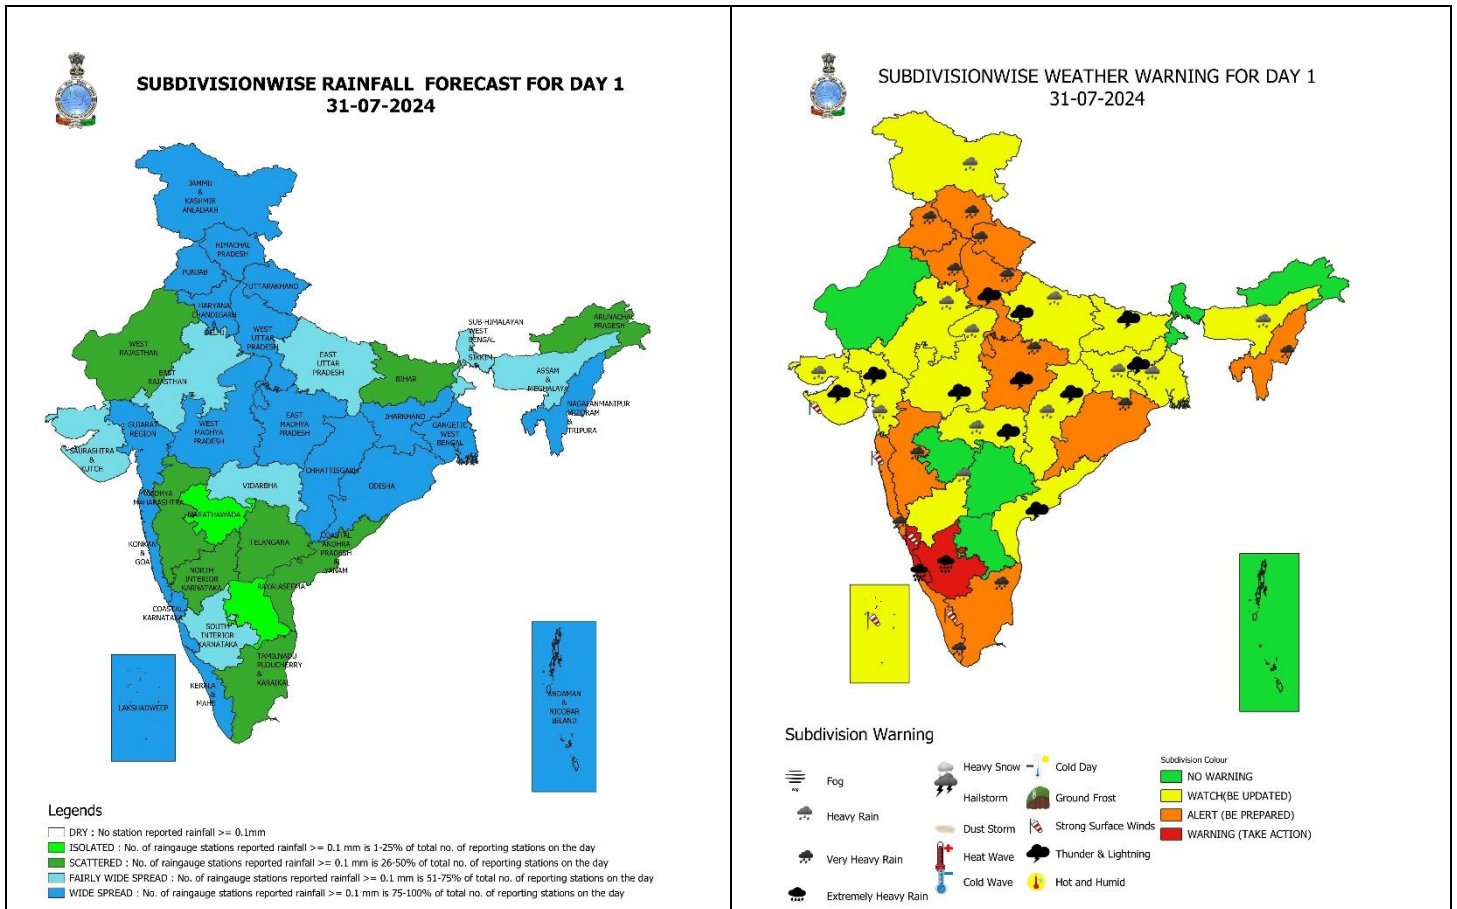 SUBDIVISIONWISE RAINFALL FORECAST FOR DAY 1
31-07-2024
JAMMU
&
KASHMIR
ANLADAKH
HIMACHAL
PRADESH
PUNJAB
UTTARAKHAND
HARYANA
CHANDIGARH
&
DELHI
WEST
UTTAR
PRADESH
WEST
RAJASTHAN
EAST
RAJASTHAN
EAST
UTTAR
PRADESH
BIHAR
SUB-HIMALAYAN
WEST
BENGAL
&
SIKKIM
ARUNACHAL
PRADESH
ASSAM
&
MEGHALAYA
NAGALANMANIPUR
MIZORAM
&
TRIPURA
GUJARAT
REGION
SAURASHTRA
&
KUTCH
WEST
MADHYA
PRADESH
EAST
MADHYA
PRADESH
JHARKHAND
GANGETIC
WEST
BENGAL
CHHATTISGARH
ODISHA
VIDARBHA
MADHYA
MAHARASHTRA
MARATHAWADA
KONKAN
&
GOA
TELANGANA
COASTAL
ANDHRA
PRADESH
&
YANAM
NORTH
INTERIOR
KARNATAKA
RAYALASEEMA
COASTAL
KARNATAKA
SOUTH
INTERIOR
KARNATAKA
TAMILNADU
PUDUCHERRY
&
KARAIKAL
KERALA
&
MAHE
LAKSHADWEEP
ANDAMAN
&
NICOBAR
ISLAND
Legends
DRY : No station reported rainfall >= 0.1mm
ISOLATED : No. of raingauge stations reported rainfall >= 0.1 mm is 1-25% of total no. of reporting stations on the day
SCATTERED : No. of raingauge stations reported rainfall >= 0.1 mm is 26-50% of total no. of reporting stations on the day
FAIRLY WIDE SPREAD : No. of raingauge stations reported rainfall >= 0.1 mm is 51-75% of total no. of reporting stations on the day
WIDE SPREAD : No. of raingauge stations reported rainfall >= 0.1 mm is 75-100% of total no. of reporting stations on the day
SUBDIVISIONWISE WEATHER WARNING FOR DAY 1
31-07-2024
Subdivision Warning
Fog
Heavy Rain
Very Heavy Rain
Extremely Heavy Rain
Heavy Snow
Hailstorm
Dust Storm
Heat Wave
Cold Wave
Cold Day
Ground Frost
Strong Surface Winds
Thunder & Lightning
Hot and Humid
Subdivision Colour
NO WARNING
WATCH(BE UPDATED)
ALERT (BE PREPARED)
WARNING (TAKE ACTION)